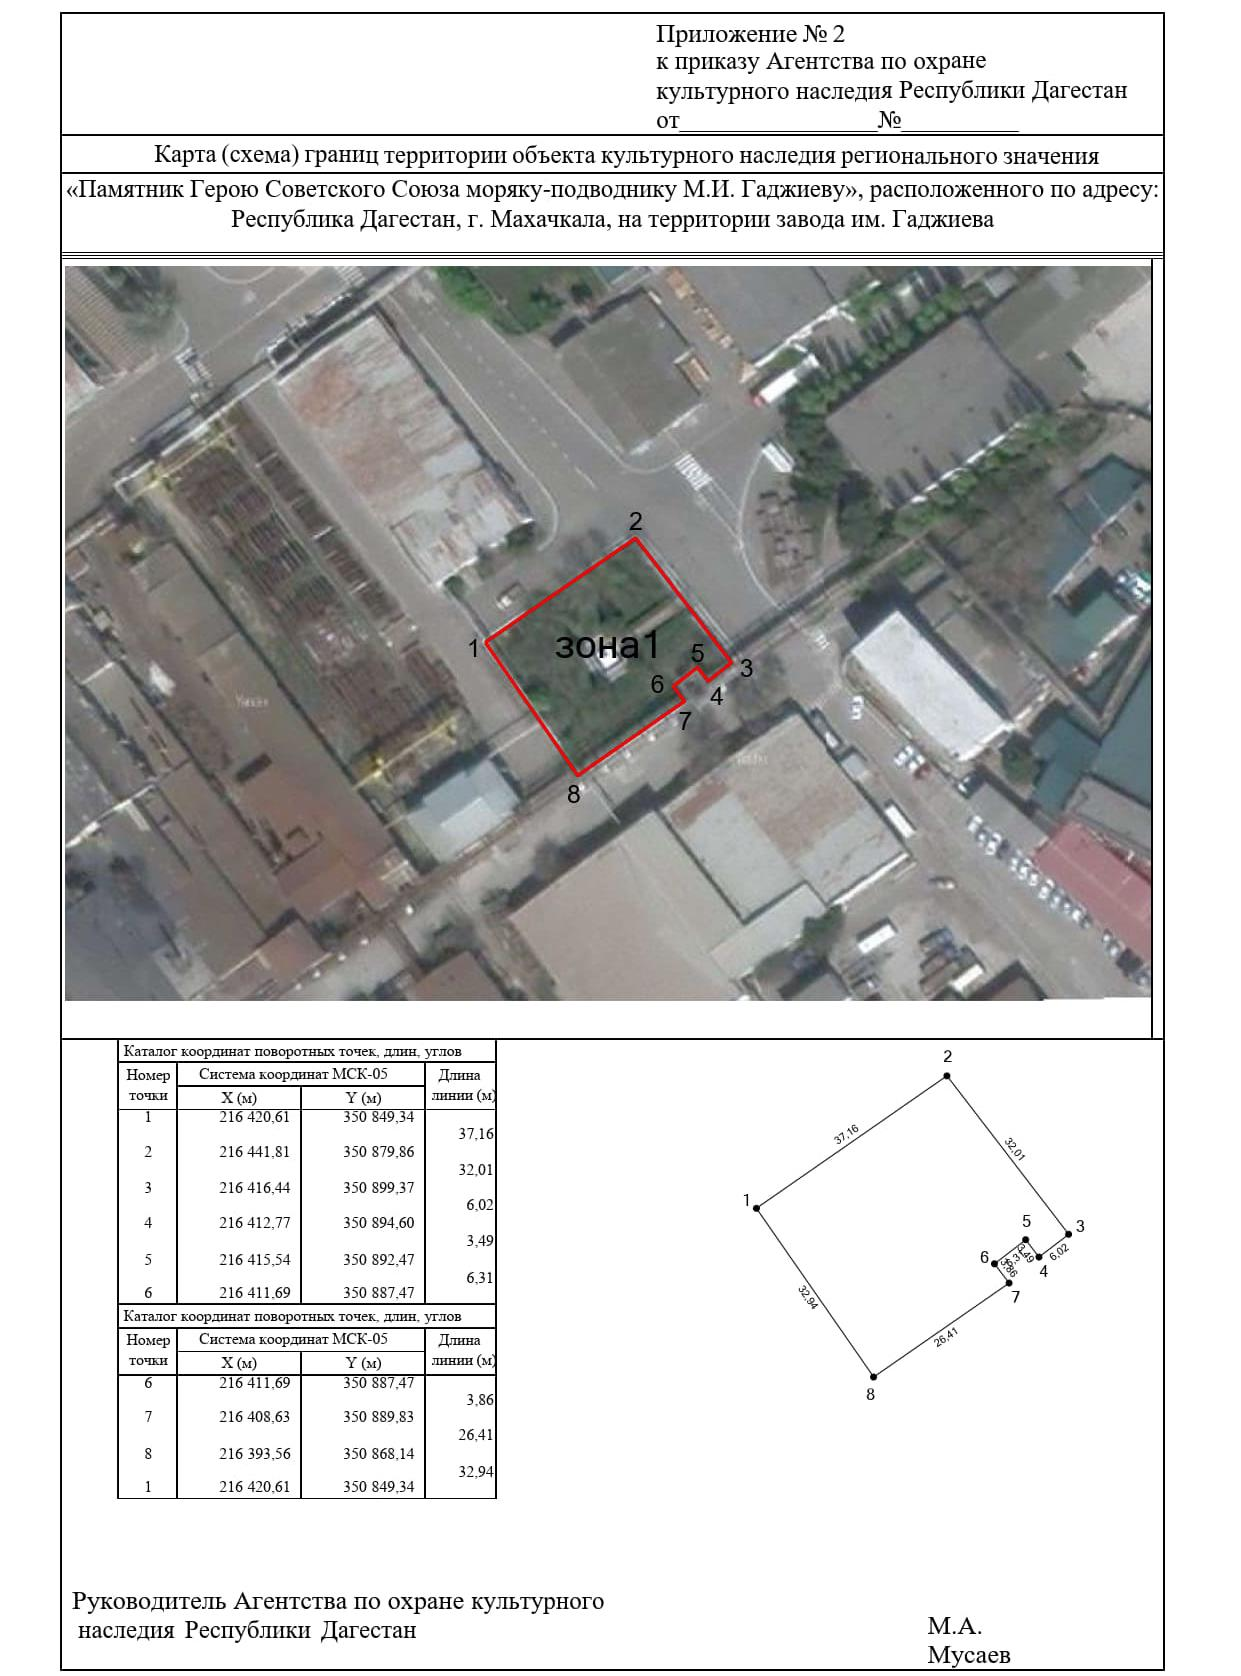 Приложение № 2
к приказу Агентства по охране
культурного наследия Республики Дагестан
от_________________№__________
Карта (схема) границ территории объекта культурного наследия регионального значения
«Памятник Герою Советского Союза моряку-подводнику М.И. Гаджиеву», расположенного по адресу:
Республика Дагестан, г. Махачкала, на территории завода им. Гаджиева
2
1
зона1
5
3
6
4
7
8
Каталог координат поворотных точек, длин, углов
Номер точки
Система координат МСК-05
Длина линии (м)
X (м) Y (м)
1 216 420,61 350 849,34
37,16
2 216 441,81 350 879,86
32,01
3 216 416,44 350 899,37
6,02
4 216 412,77 350 894,60
3,49
5 216 415,54 350 892,47
6,31
6 216 411,69 350 887,47
Каталог координат поворотных точек, длин, углов
Номер точки
Система координат МСК-05
Длина линии (м)
X (м) Y (м)
6 216 411,69 350 887,47
3,86
7 216 408,63 350 889,83
26,41
8 216 393,56 350 868,14
32,94
1 216 420,61 350 849,34
2
37,16
32,01
1
5
3
6
3,49
6,31
6,02
3,86
4
7
32,94
26,41
8
Руководитель Агентства по охране культурного
наследия Республики Дагестан
М.А.
Мусаев